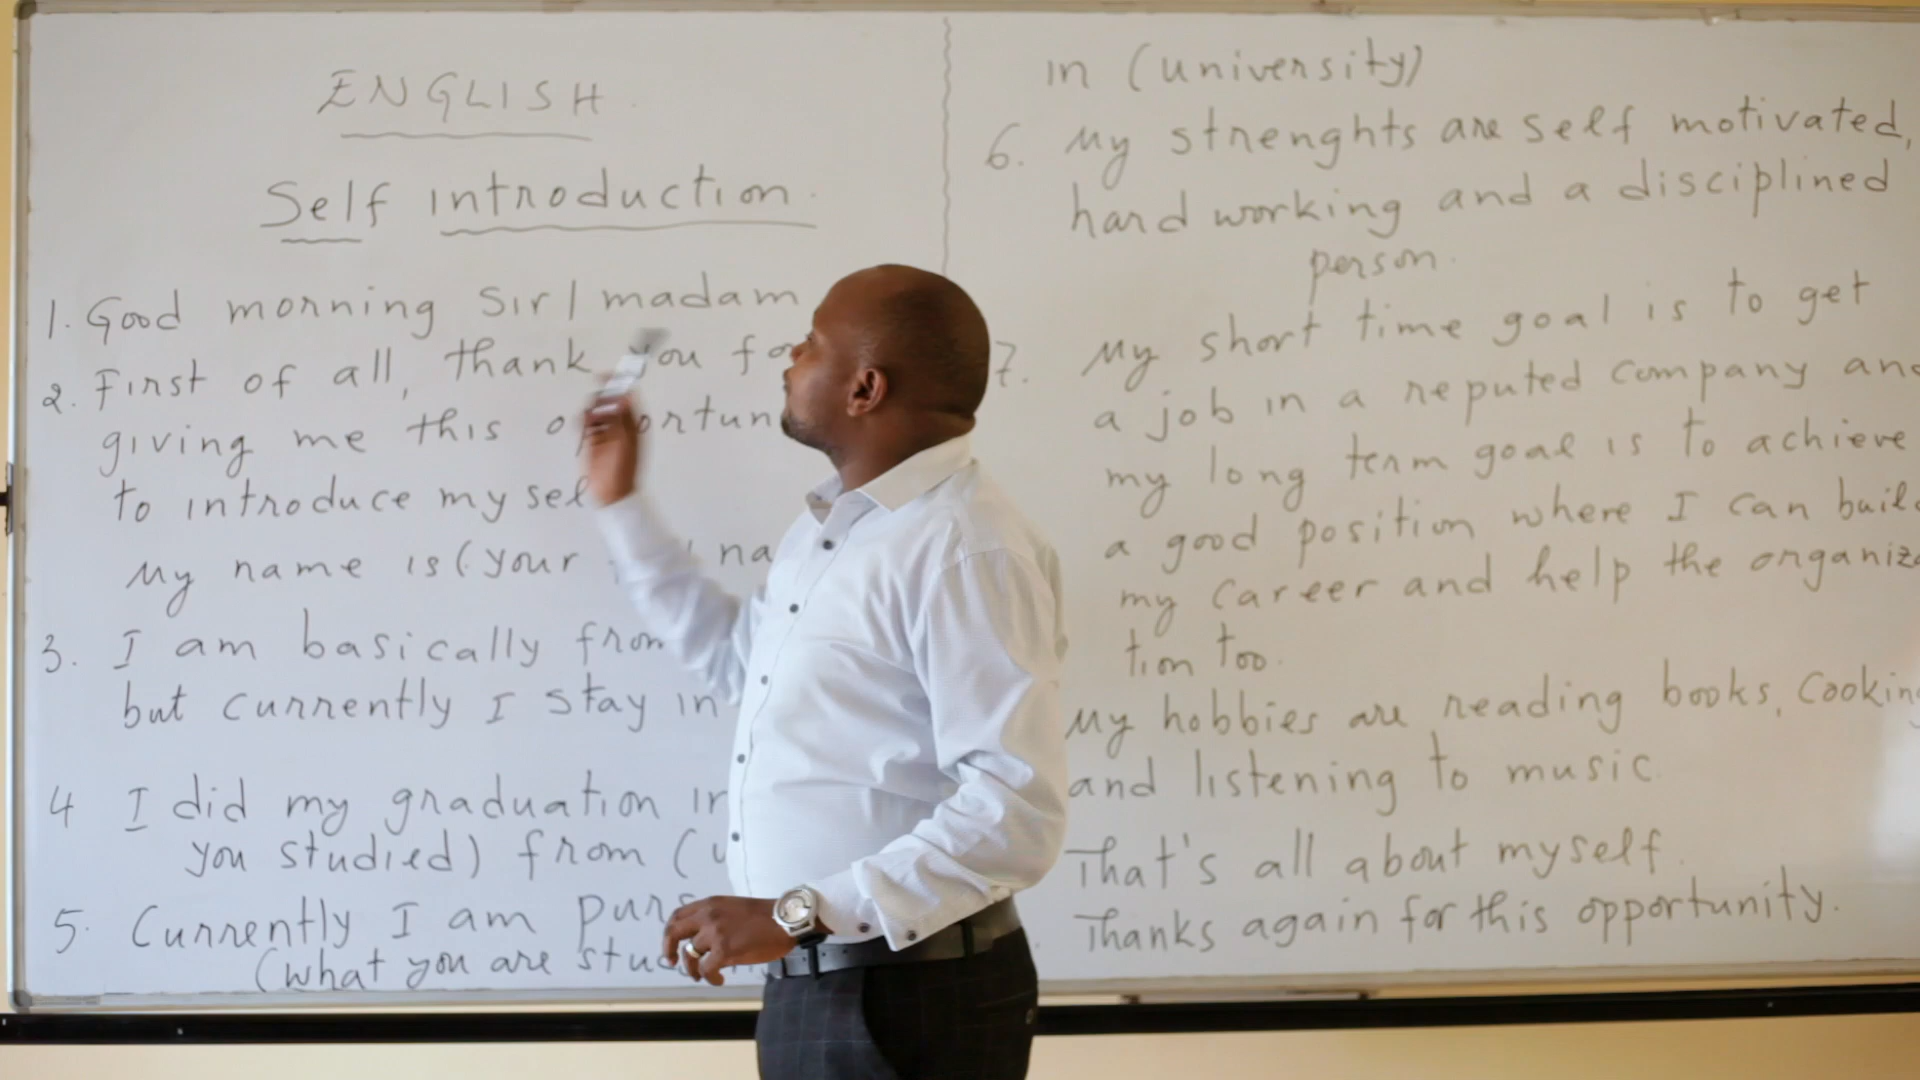 ENGLISH
Self introduction.
1. Good morning Sir/madam
2. First of all, thank you for
giving me this opportun
to introduce my sel
My name is (your na
3. I am basically from
but currently I stay in
4 I did my graduation in
you studied) from (u
5. Currently I am purs
(what you are stud
in (university)
6. My strenghts are self motivated,
hard working and a disciplined
person.
7. My short time goal is to get
a job in a reputed company and
my long term goal is to achieve
a good position where I can build
my career and help the organiza
tion too.
My hobbies are reading books, Cooking
and listening to music
That's all about myself.
Thanks again for this opportunity.